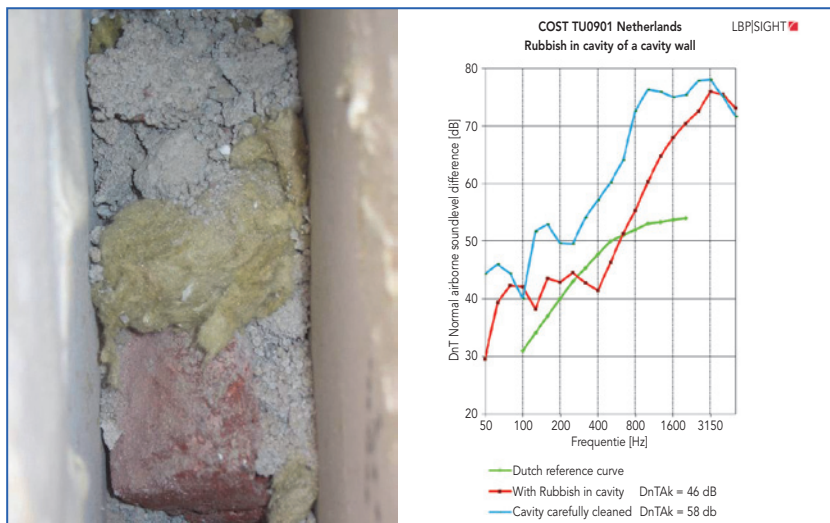 COST TU0901 Netherlands
Rubbish in cavity of a cavity wall
LBP|SIGHT
DnT Normal airborne soundlevel difference [dB]
80
70
60
50
40
30
20
50 100 200 400 800 1600 3150
Frequentie [Hz]
Dutch reference curve
With Rubbish in cavity DnTAk = 46 dB
Cavity carefully cleaned DnTAk = 58 db